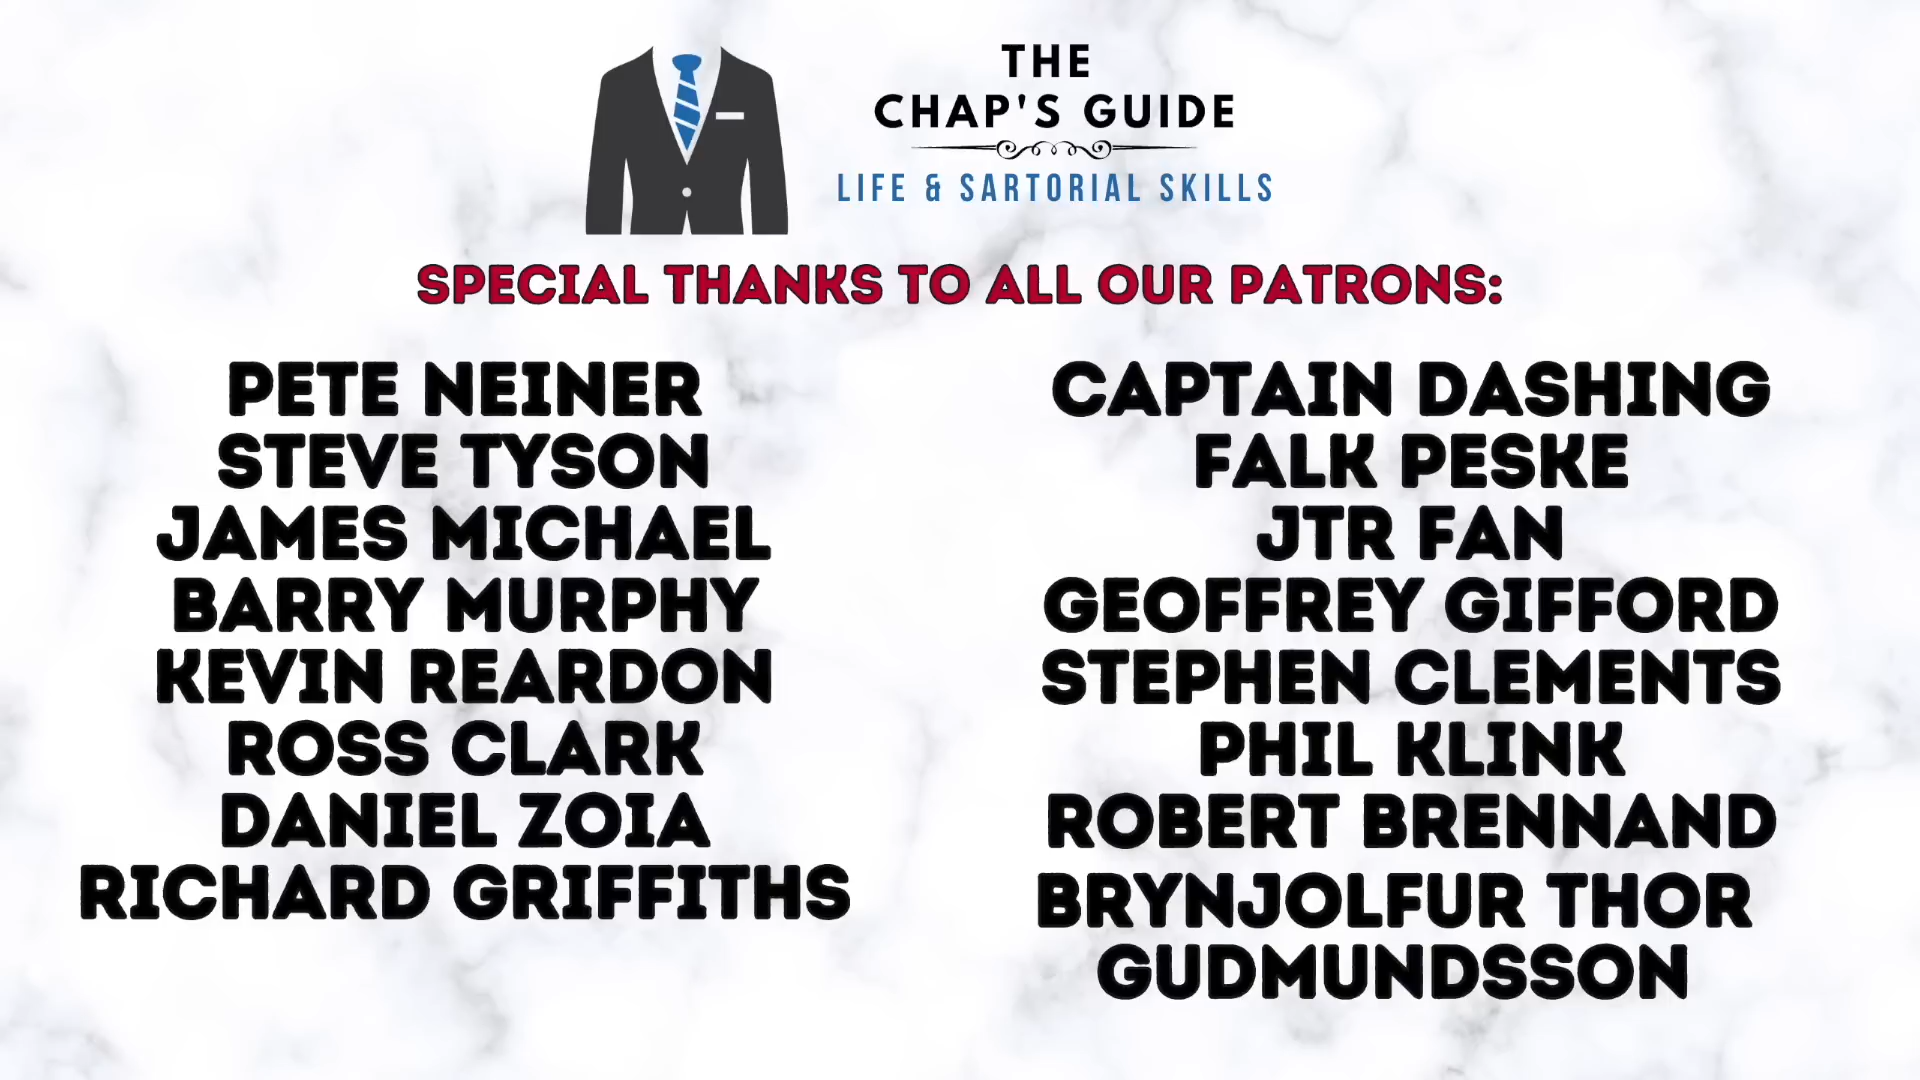 THE
CHAP'S GUIDE
LIFE & SARTORIAL SKILLS
SPECIAL THANKS TO ALL OUR PATRONS:
PETE NEINER
STEVE TYSON
JAMES MICHAEL
BARRY MURPHY
KEVIN REARDON
ROSS CLARK
DANIEL ZOIA
RICHARD GRIFFITHS
CAPTAIN DASHING
FALK PESKE
JTR FAN
GEOFFREY GIFFORD
STEPHEN CLEMENTS
PHIL KLINK
ROBERT BRENNAND
BRYNJOLFUR THOR
GUDMUNDSSON